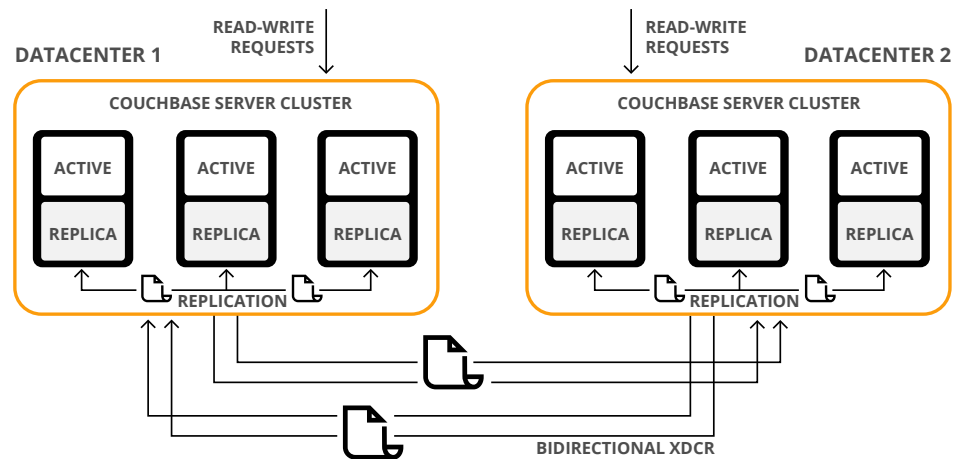 READ-WRITE
REQUESTS
READ-WRITE
REQUESTS
DATACENTER 1
DATACENTER 2
COUCHBASE SERVER CLUSTER
COUCHBASE SERVER CLUSTER
ACTIVE
ACTIVE
ACTIVE
ACTIVE
ACTIVE
ACTIVE
REPLICA
REPLICA
REPLICA
REPLICA
REPLICA
REPLICA
REPLICATION
REPLICATION
BIDIRECTIONAL XDCR